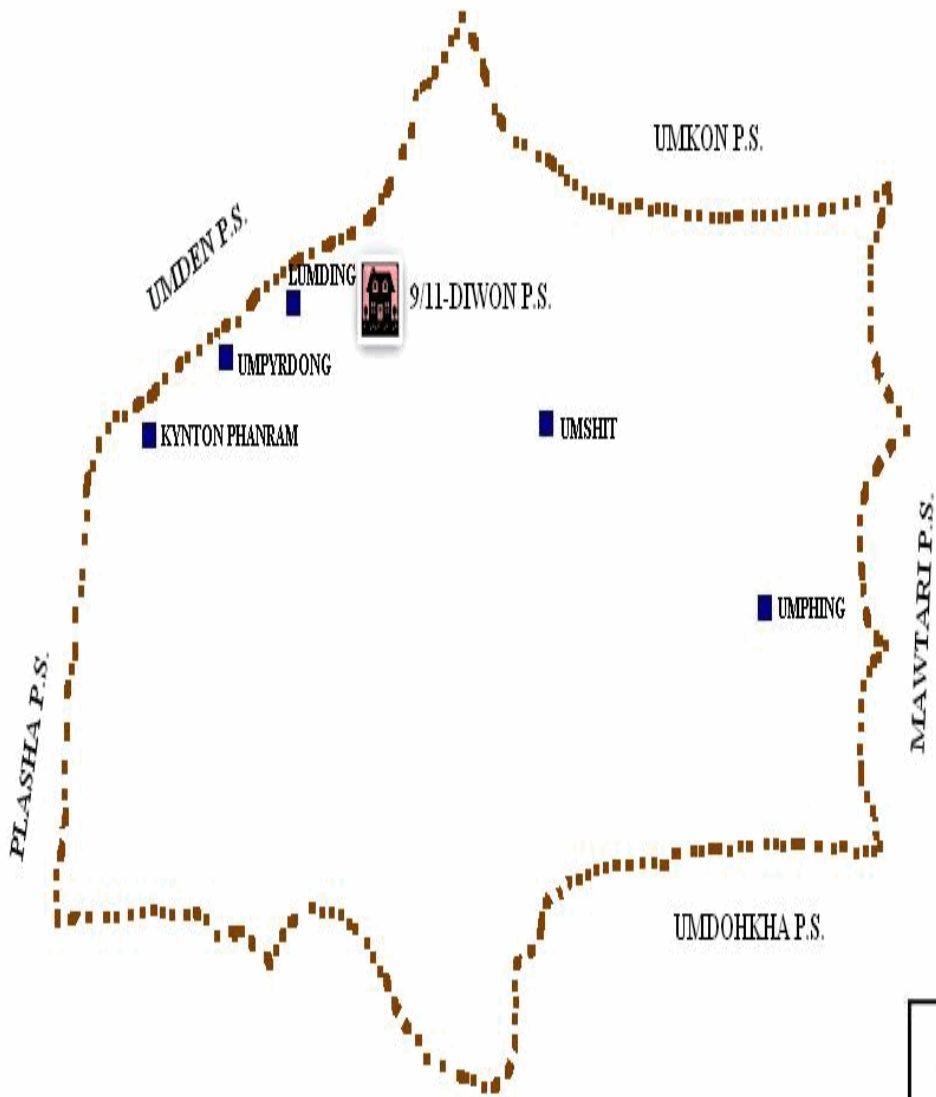 UMKON P.S.
UMDEN P.S.
LUMDING
9/11-DIWON P.S.
UMPYRDONG
KYNTON PHANRAM
UMSHIT
UMPHING
MAWTARI P.S.
PLASHA P.S.
UMDOHKHA P.S.